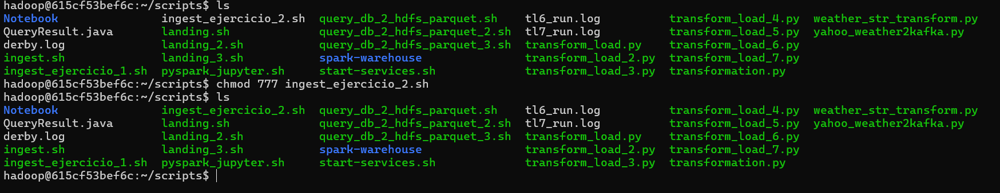 hadoop@615cf53bef6c:~/scripts$ ls
Notebook ingest_ejercicio_2.sh query_db_2_hdfs_parquet.sh tl6_run.log transform_load_4.py weather_str_transform.py
QueryResult.java landing.sh query_db_2_hdfs_parquet_2.sh tl7_run.log transform_load_5.py yahoo_weather2kafka.py
derby.log landing_2.sh query_db_2_hdfs_parquet_3.sh transform_load.py transform_load_6.py
ingest.sh landing_3.sh spark-warehouse transform_load_2.py transform_load_7.py
ingest_ejercicio_1.sh pyspark_jupyter.sh start-services.sh transform_load_3.py transformation.py
hadoop@615cf53bef6c:~/scripts$ chmod 777 ingest_ejercicio_2.sh
hadoop@615cf53bef6c:~/scripts$ ls
Notebook ingest_ejercicio_2.sh query_db_2_hdfs_parquet.sh tl6_run.log transform_load_4.py weather_str_transform.py
QueryResult.java landing.sh query_db_2_hdfs_parquet_2.sh tl7_run.log transform_load_5.py yahoo_weather2kafka.py
derby.log landing_2.sh query_db_2_hdfs_parquet_3.sh transform_load.py transform_load_6.py
ingest.sh landing_3.sh spark-warehouse transform_load_2.py transform_load_7.py
ingest_ejercicio_1.sh pyspark_jupyter.sh start-services.sh transform_load_3.py transformation.py
hadoop@615cf53bef6c:~/scripts$